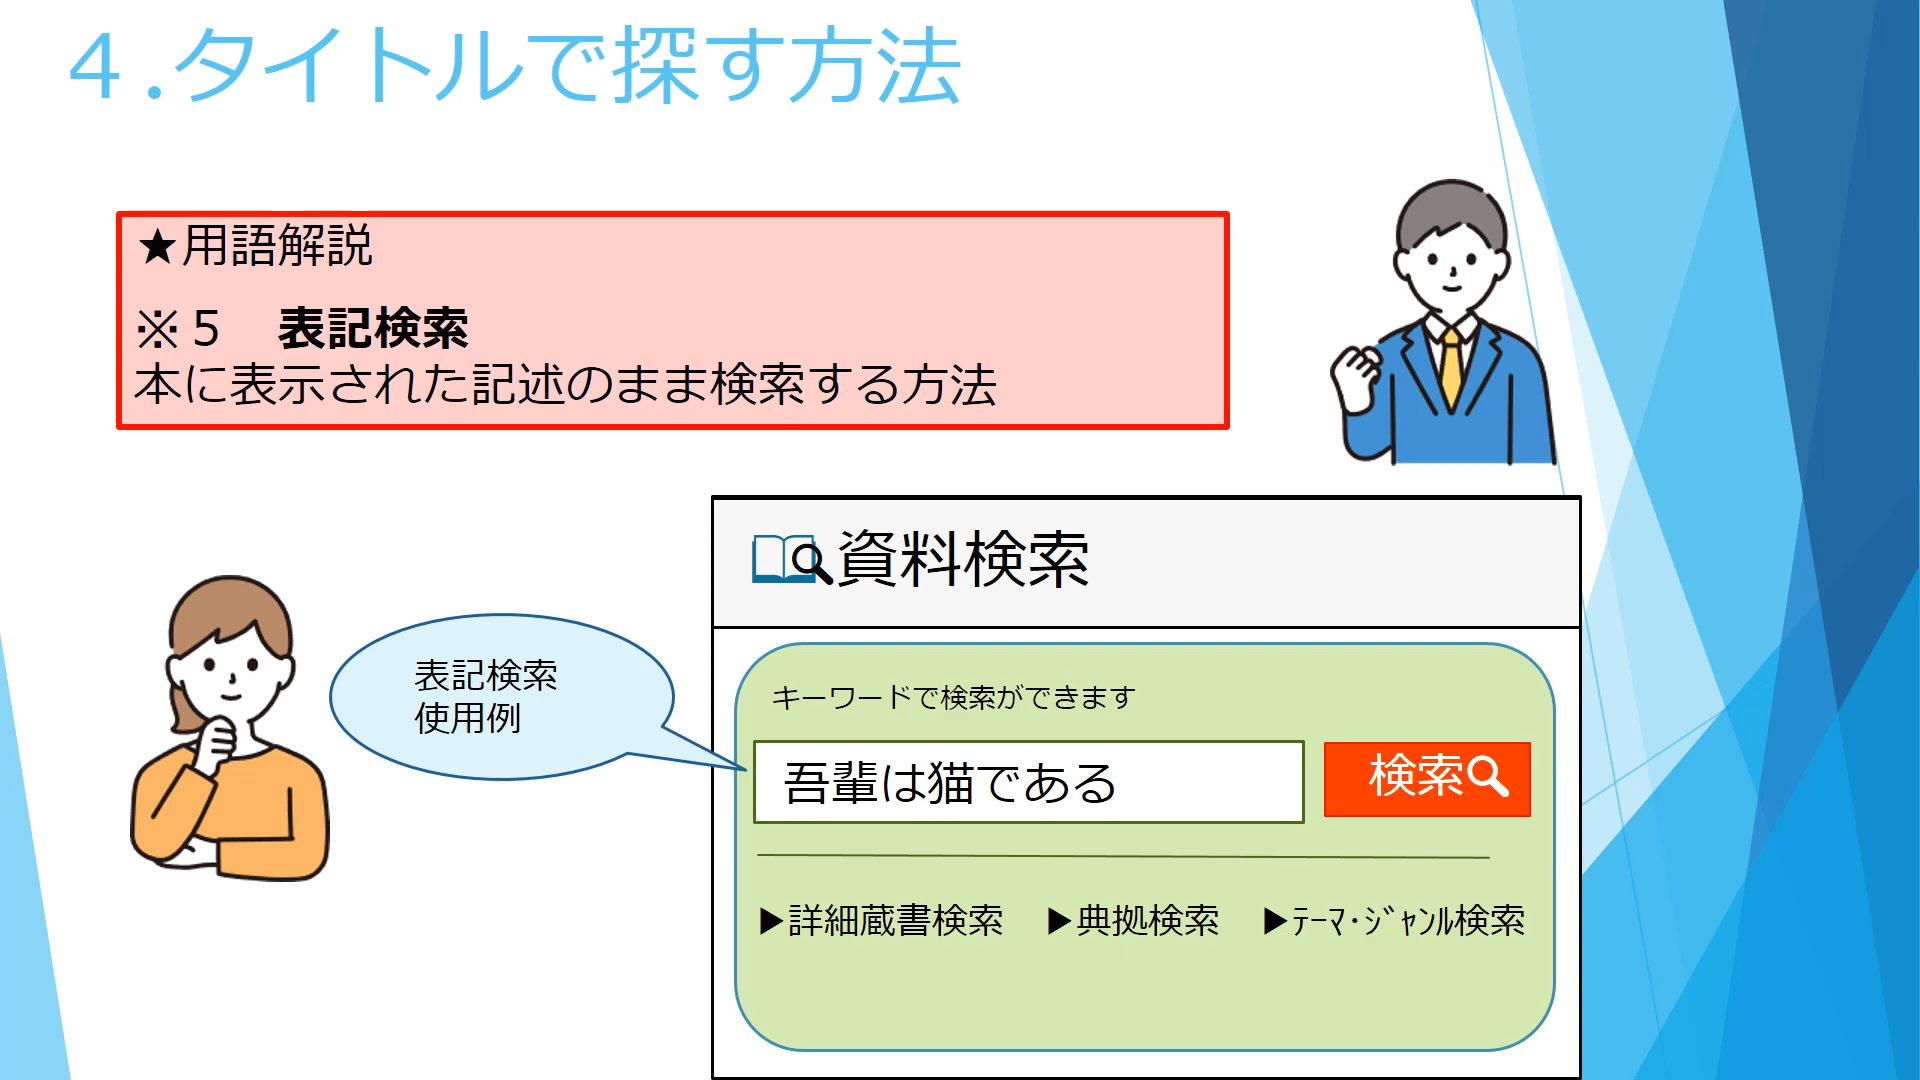 ４.タイトルで探す方法
★用語解説
※５　表記検索
本に表示された記述のまま検索する方法
資料検索
表記検索
使用例
キーワードで検索ができます
吾輩は猫である
検索
▶詳細蔵書検索　▶典拠検索　▶ﾃｰﾏ･ｼﾞｬﾝﾙ検索